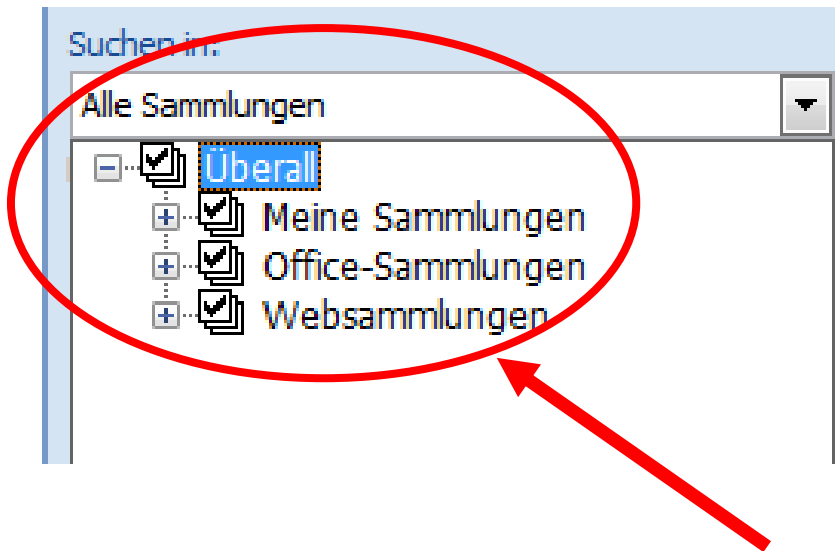 Suchen in:
Alle Sammlungen
Überall
Meine Sammlungen
Office-Sammlungen
Websammlungen